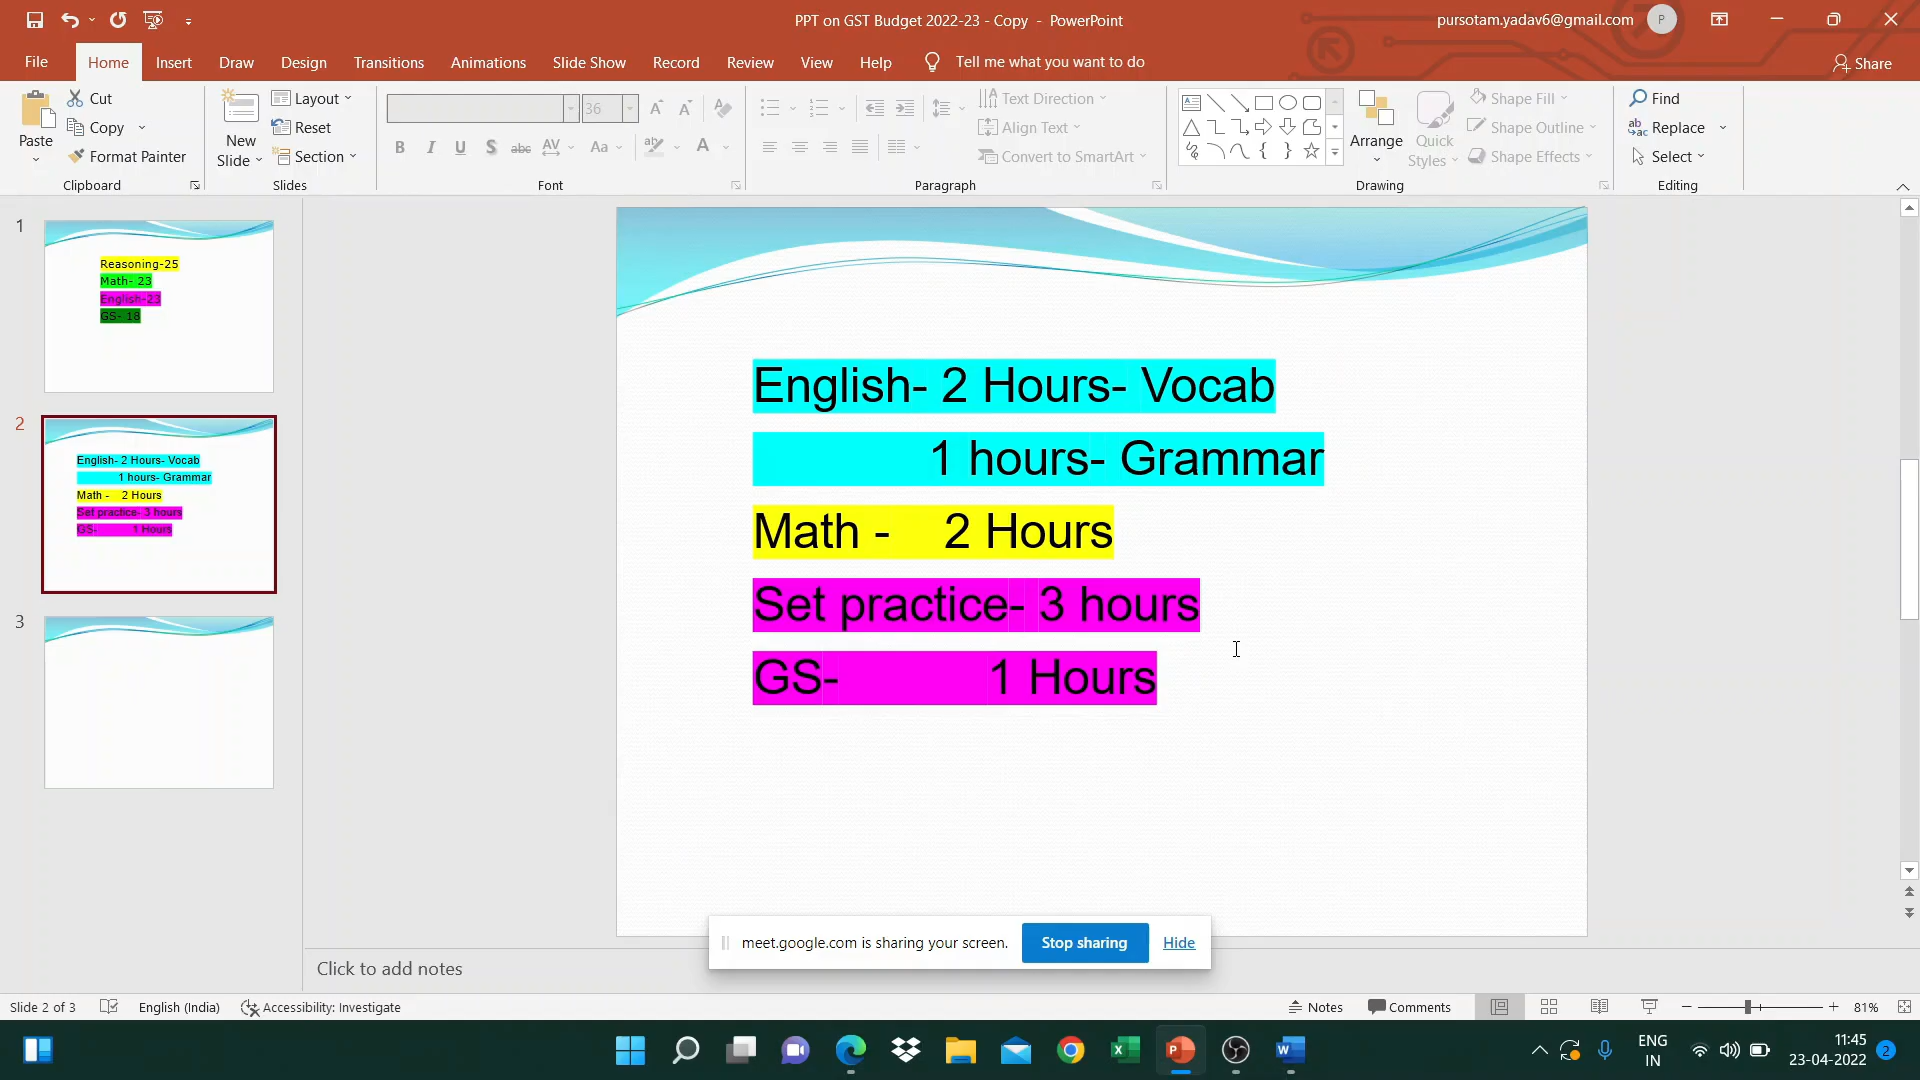 PPT on GST Budget 2022-23 - Copy - PowerPoint
pursotam.yadav6@gmail.com
P
File
Home
Insert
Draw
Design
Transitions
Animations
Slide Show
Record
Review
View
Help
Tell me what you want to do
Share
Paste
Cut
Copy
Format Painter
Clipboard
New Slide
Layout
Reset
Section
Slides
36
Font
Text Direction
Align Text
Convert to SmartArt
Paragraph
Arrange
Quick Styles
Shape Fill
Shape Outline
Shape Effects
Drawing
Find
Replace
Select
Editing
1
Reasoning-25
Math- 23
English-23
GS- 18
2
English- 2 Hours- Vocab
1 hours- Grammar
Math - 2 Hours
Set practice- 3 hours
GS- 1 Hours
3
English- 2 Hours- Vocab
1 hours- Grammar
Math - 2 Hours
Set practice- 3 hours
GS- 1 Hours
meet.google.com is sharing your screen.
Stop sharing
Hide
Click to add notes
Slide 2 of 3
English (India)
Accessibility: Investigate
Notes
Comments
81%
ENG
IN
11:45
23-04-2022
2